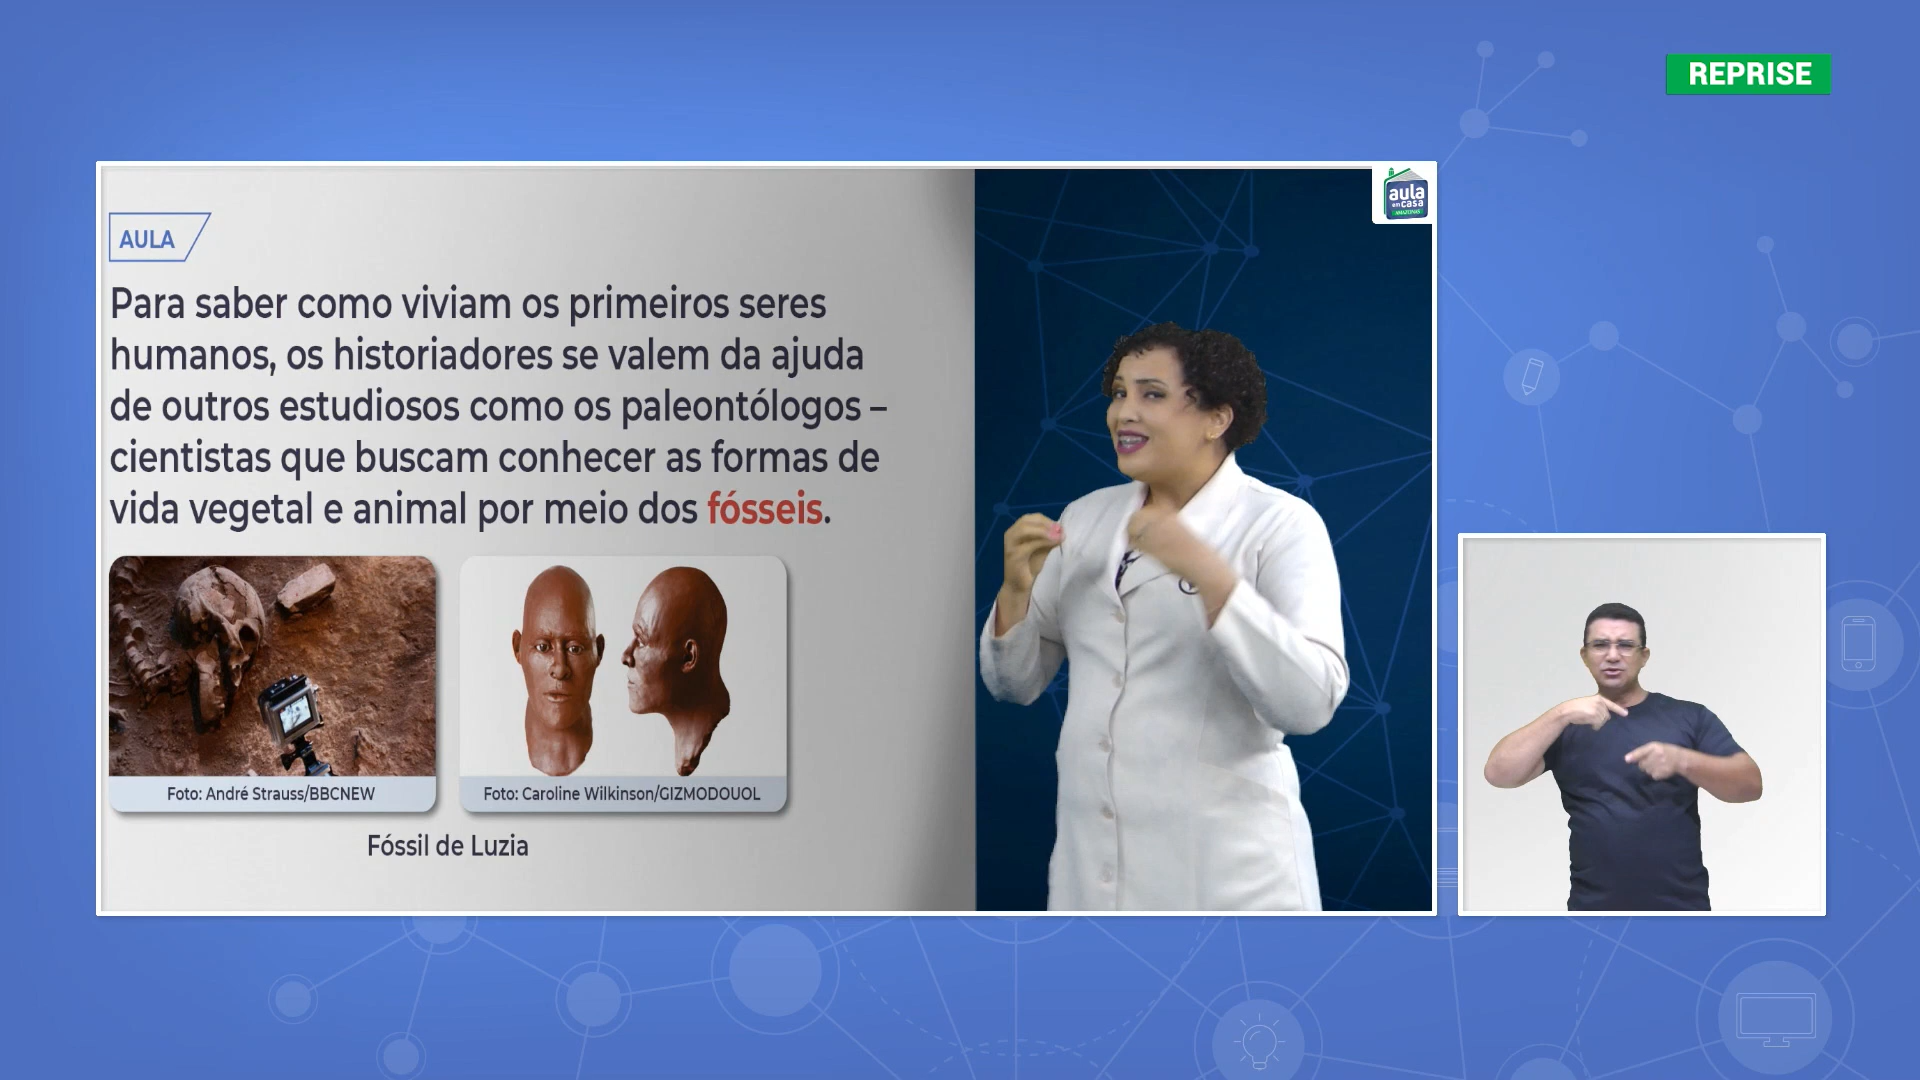 REPRISE
aula
em casa
AMAZONAS
AULA
Para saber como viviam os primeiros seres
humanos, os historiadores se valem da ajuda
de outros estudiosos como os paleontólogos –
cientistas que buscam conhecer as formas de
vida vegetal e animal por meio dos fósseis.
Foto: André Strauss/BBCNEW
Foto: Caroline Wilkinson/GIZMODOUOL
Fóssil de Luzia